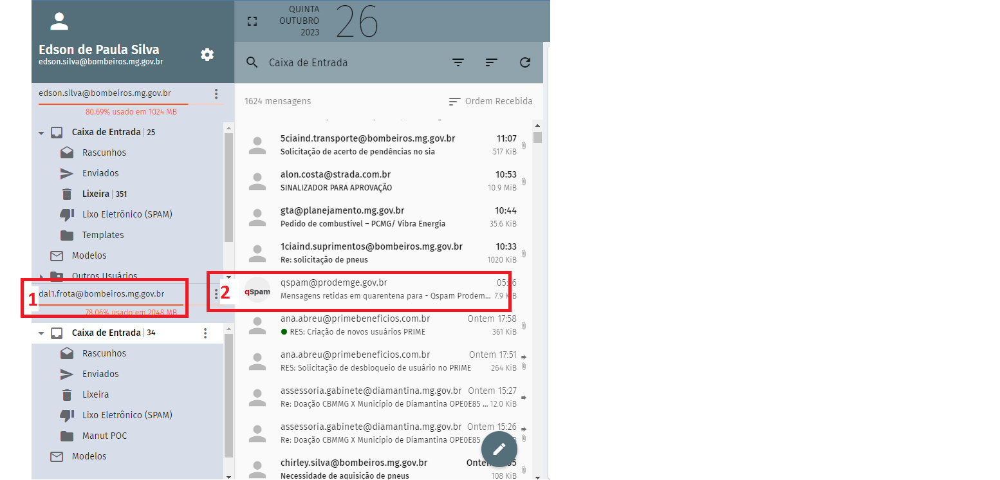 QUINTA
OUTUBRO
2023
26
Edson de Paula Silva
edson.silva@bombeiros.mg.gov.br
Caixa de Entrada
edson.silva@bombeiros.mg.gov.br
80.69% usado em 1024 MB
Caixa de Entrada | 25
Rascunhos
Enviados
Lixeira | 351
Lixo Eletrônico (SPAM)
Templates
Modelos
Outros Usuários
1
dal1.frota@bombeiros.mg.gov.br
78.06% usado em 2048 MB
Caixa de Entrada | 34
Rascunhos
Enviados
Lixeira
Lixo Eletrônico (SPAM)
Manut POC
Modelos
1624 mensagens
Ordem Recebida
5ciaind.transporte@bombeiros.mg.gov.br 11:07
Solicitação de acerto de pendências no sia 517 KiB
alon.costa@strada.com.br 10:53
SINALIZADOR PARA APROVAÇÃO 10.9 MiB
gta@planejamento.mg.gov.br 10:44
Pedido de combustível – PCMG/ Vibra Energia 35.6 KiB
1ciaind.suprimentos@bombeiros.mg.gov.br 10:33
Re: solicitação de pneus 1020 KiB
2
qSpam
qspam@prodemge.gov.br
Mensagens retidas em quarentena para - Qspam Prodem... 7.9 KiB
ana.abreu@primebeneficios.com.br Ontem 17:58
RES: Criação de novos usuários PRIME 361 KiB
ana.abreu@primebeneficios.com.br Ontem 17:51
RES: Solicitação de desbloqueio de usuário no PRIME 264 KiB
assessoria.gabinete@diamantina.mg.gov.br Ontem 15:27
Re: Doação CBMMG X Município de Diamantina OPE0E85 ... 12.0 KiB
assessoria.gabinete@diamantina.mg.gov.br Ontem 15:26
Re: Doação CBMMG X Município de Diamantina OPE0E85
chirley.silva@bombeiros.mg.gov.br
Necessidade de aquisição de pneus 108 KiB